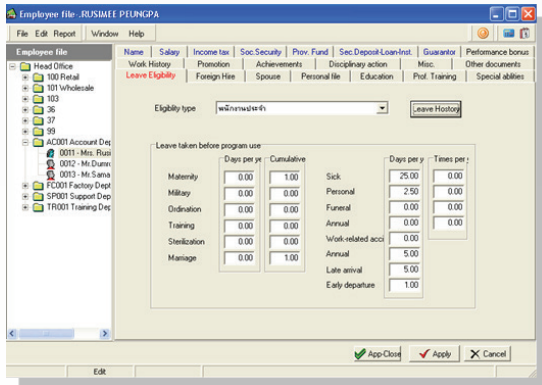 Employee file -.RUSIMEE PEUNGPA
File Edit Report Window Help
Employee file
Head Office
100 Retail
101 Wholesale
103
36
37
99
AC001 Account Dep
0011 - Mrs. Rusi
0012 - Mr.Dumr
0013 - Mr.Sama
FC001 Factory Dept
SP001 Support Dep
TR001 Training Dep
Name Salary Income tax Soc.Security Prov. Fund Sec.Deposit-Loan-Inst. Guarantor Performance bonus
Work History Promotion Achievements Disciplinary action Misc. Other documents
Leave Eligibility Foreign Hire Spouse Personal file Education Prof. Training Special abilities
Eligiblity type พนักงานประจำ Leave Hostory
Leave taken before program use
Days per ye Cumulative
Maternity 0.00 1.00
Military 0.00 0.00
Ordination 0.00 0.00
Training 0.00 0.00
Sterilization 0.00 0.00
Marriage 0.00 1.00
Days per y Times per
Sick 25.00 0.00
Personal 2.50 0.00
Funeral 0.00 0.00
Annual 0.00 0.00
Work-related acci 0.00
Annual 5.00
Late arrival 5.00
Early departure 1.00
App-Close Apply Cancel
Edit